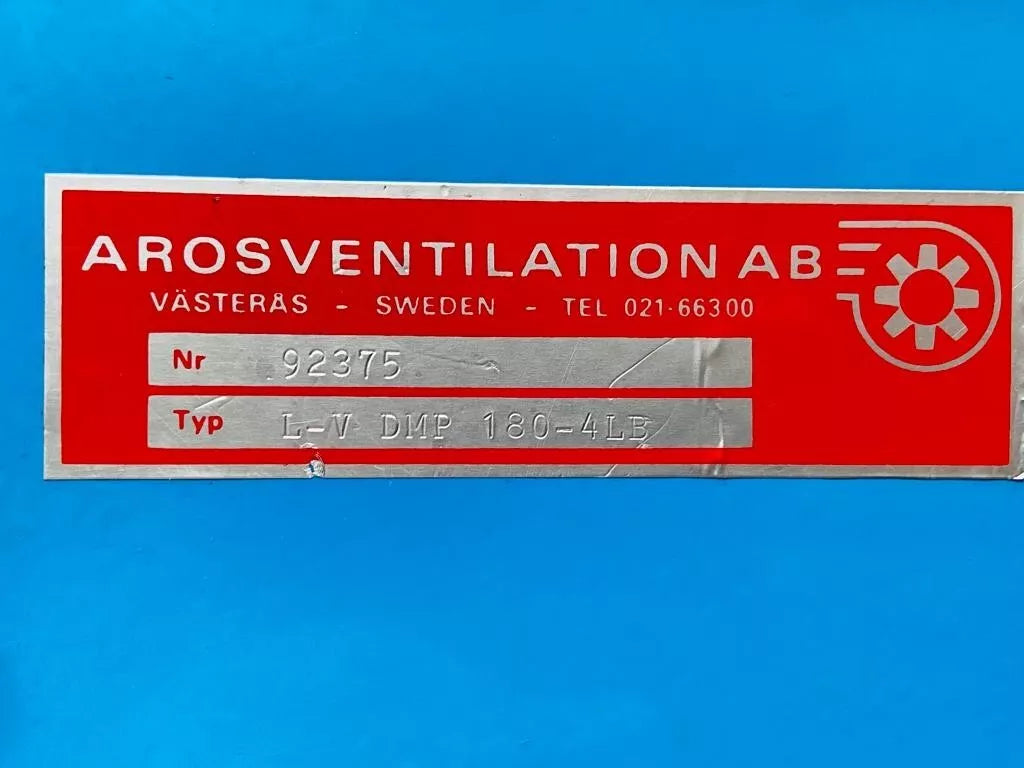 AROSVENTILATION AB
VÄSTERÅS - SWEDEN - TEL 021-66300
Nr 92375
Typ L-V DMP 180-4LB